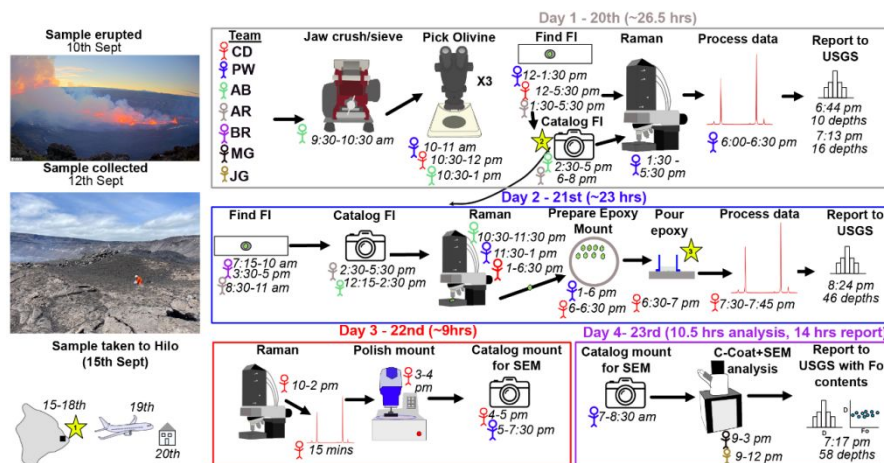 Sample erupted
10th Sept
Sample collected
12th Sept
Sample taken to Hilo
(15th Sept)
15-18th
1
19th
20th
Day 1 - 20th (~26.5 hrs)
Team
CD
PW
AB
AR
BR
MG
JG
Jaw crush/sieve
9:30-10:30 am
Pick Olivine
X3
10-11 am
10:30-12 pm
10:30-1 pm
Find FI
12-1:30 pm
12-5:30 pm
1:30-5:30 pm
Catalog FI
2
2:30-5 pm
6-8 pm
Raman
1:30 -
5:30 pm
Process data
6:00-6:30 pm
Report to
USGS
6:44 pm
10 depths
7:13 pm
16 depths
Day 2 - 21st (~23 hrs)
Find FI
7:15-10 am
3:30-5 pm
8:30-11 am
Catalog FI
2:30-5:30 pm
12:15-2:30 pm
Raman
10:30-11:30 pm
11:30-1 pm
1-6:30 pm
Prepare Epoxy
Mount
1-6 pm
6-6:30 pm
Pour
epoxy
3
6:30-7 pm
Process data
7:30-7:45 pm
Report to
USGS
8:24 pm
46 depths
Day 3 - 22nd (~9hrs)
Raman
10-2 pm
15 mins
Polish mount
3-4
pm
Catalog mount
for SEM
4-5 pm
5-7:30 pm
Day 4- 23rd (10.5 hrs analysis, 14 hrs report)
Catalog mount
for SEM
7-8:30 am
C-Coat+SEM
analysis
9-3 pm
9-12 pm
Report to
USGS with Fo
contents
D
D
Fo
7:17 pm
58 depths